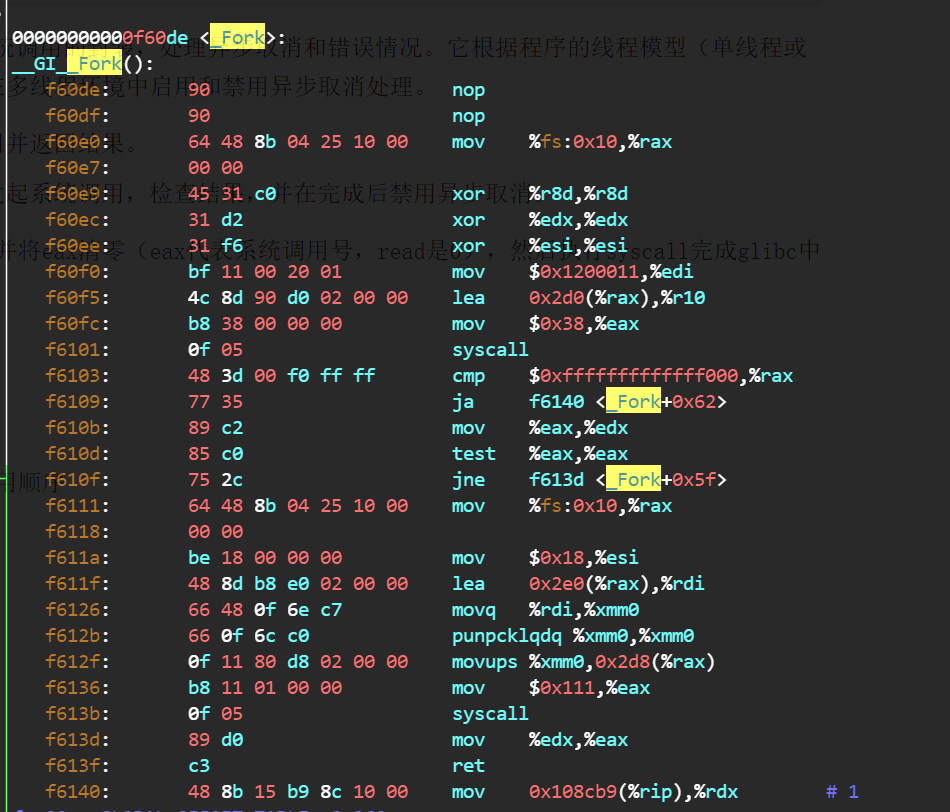 00000000000f60de <_Fork>:
充调用 ，处理异步取消和错误情况。它根据程序的线程模型（单线程或
__GI__Fork():
多线程环境中启用和禁用异步取消处理。
f60de: 90 nop
f60df: 90 nop
f60e0: 64 48 8b 04 25 10 00 mov %fs:0x10,%rax
并返回结果。
f60e7: 00 00
f60e9: 45 31 c0 xor %r8d,%r8d
起系统调用，检查结果，并在完成后禁用异步取消
f60ec: 31 d2 xor %edx,%edx
f60ee: 31 f6 xor %esi,%esi
并将eax清零（eax代表系统调用号，read是0），然后执行syscall完成glibc中
f60f0: bf 11 00 20 01 mov $0x1200011,%edi
f60f5: 4c 8d 90 d0 02 00 00 lea 0x2d0(%rax),%r10
f60fc: b8 38 00 00 00 mov $0x38,%eax
f6101: 0f 05 syscall
f6103: 48 3d 00 f0 ff ff cmp $0xfffffffffffff000,%rax
f6109: 77 35 ja f6140 <_Fork+0x62>
f610b: 89 c2 mov %eax,%edx
f610d: 85 c0 test %eax,%eax
f610f: 75 2c jne f613d <_Fork+0x5f>
用顺序
f6111: 64 48 8b 04 25 10 00 mov %fs:0x10,%rax
f6118: 00 00
f611a: be 18 00 00 00 mov $0x18,%esi
f611f: 48 8d b8 e0 02 00 00 lea 0x2e0(%rax),%rdi
f6126: 66 48 0f 6e c7 movq %rdi,%xmm0
f612b: 66 0f 6c c0 punpcklqdq %xmm0,%xmm0
f612f: 0f 11 80 d8 02 00 00 movups %xmm0,0x2d8(%rax)
f6136: b8 11 01 00 00 mov $0x111,%eax
f613b: 0f 05 syscall
f613d: 89 d0 mov %edx,%eax
f613f: c3 ret
f6140: 48 8b 15 b9 8c 10 00 mov 0x108cb9(%rip),%rdx # 1